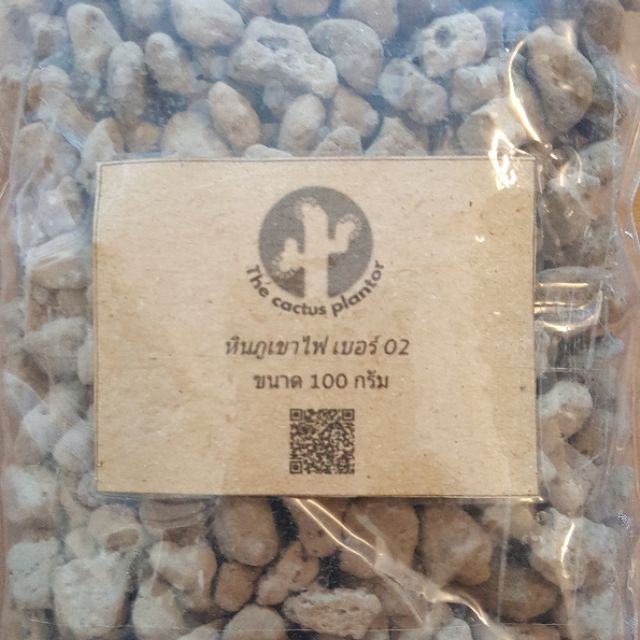 The cactus plantor
หินภูเขาไฟ เบอร์ 02
ขนาด 100 กรัม